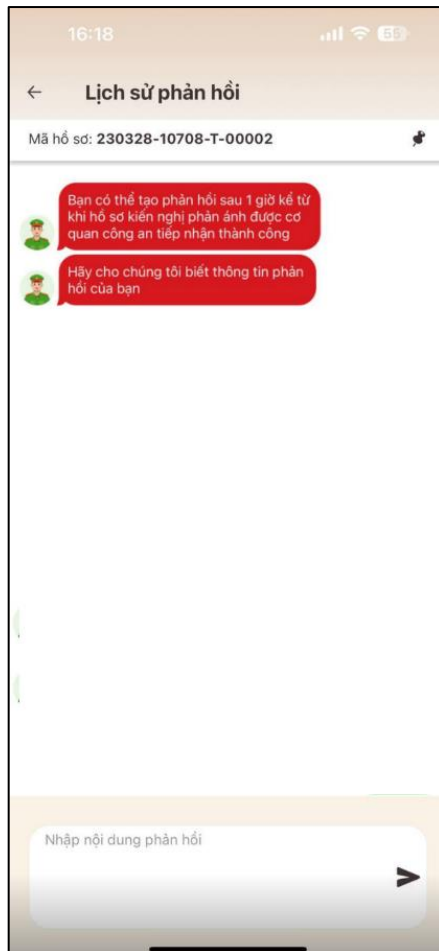 16:18
55
Lịch sử phản hồi
Mã hồ sơ: 230328-10708-T-00002
Bạn có thể tạo phản hồi sau 1 giờ kể từ
khi hồ sơ kiến nghị phản ánh được cơ
quan công an tiếp nhận thành công
Hãy cho chúng tôi biết thông tin phản
hồi của bạn
Nhập nội dung phản hồi